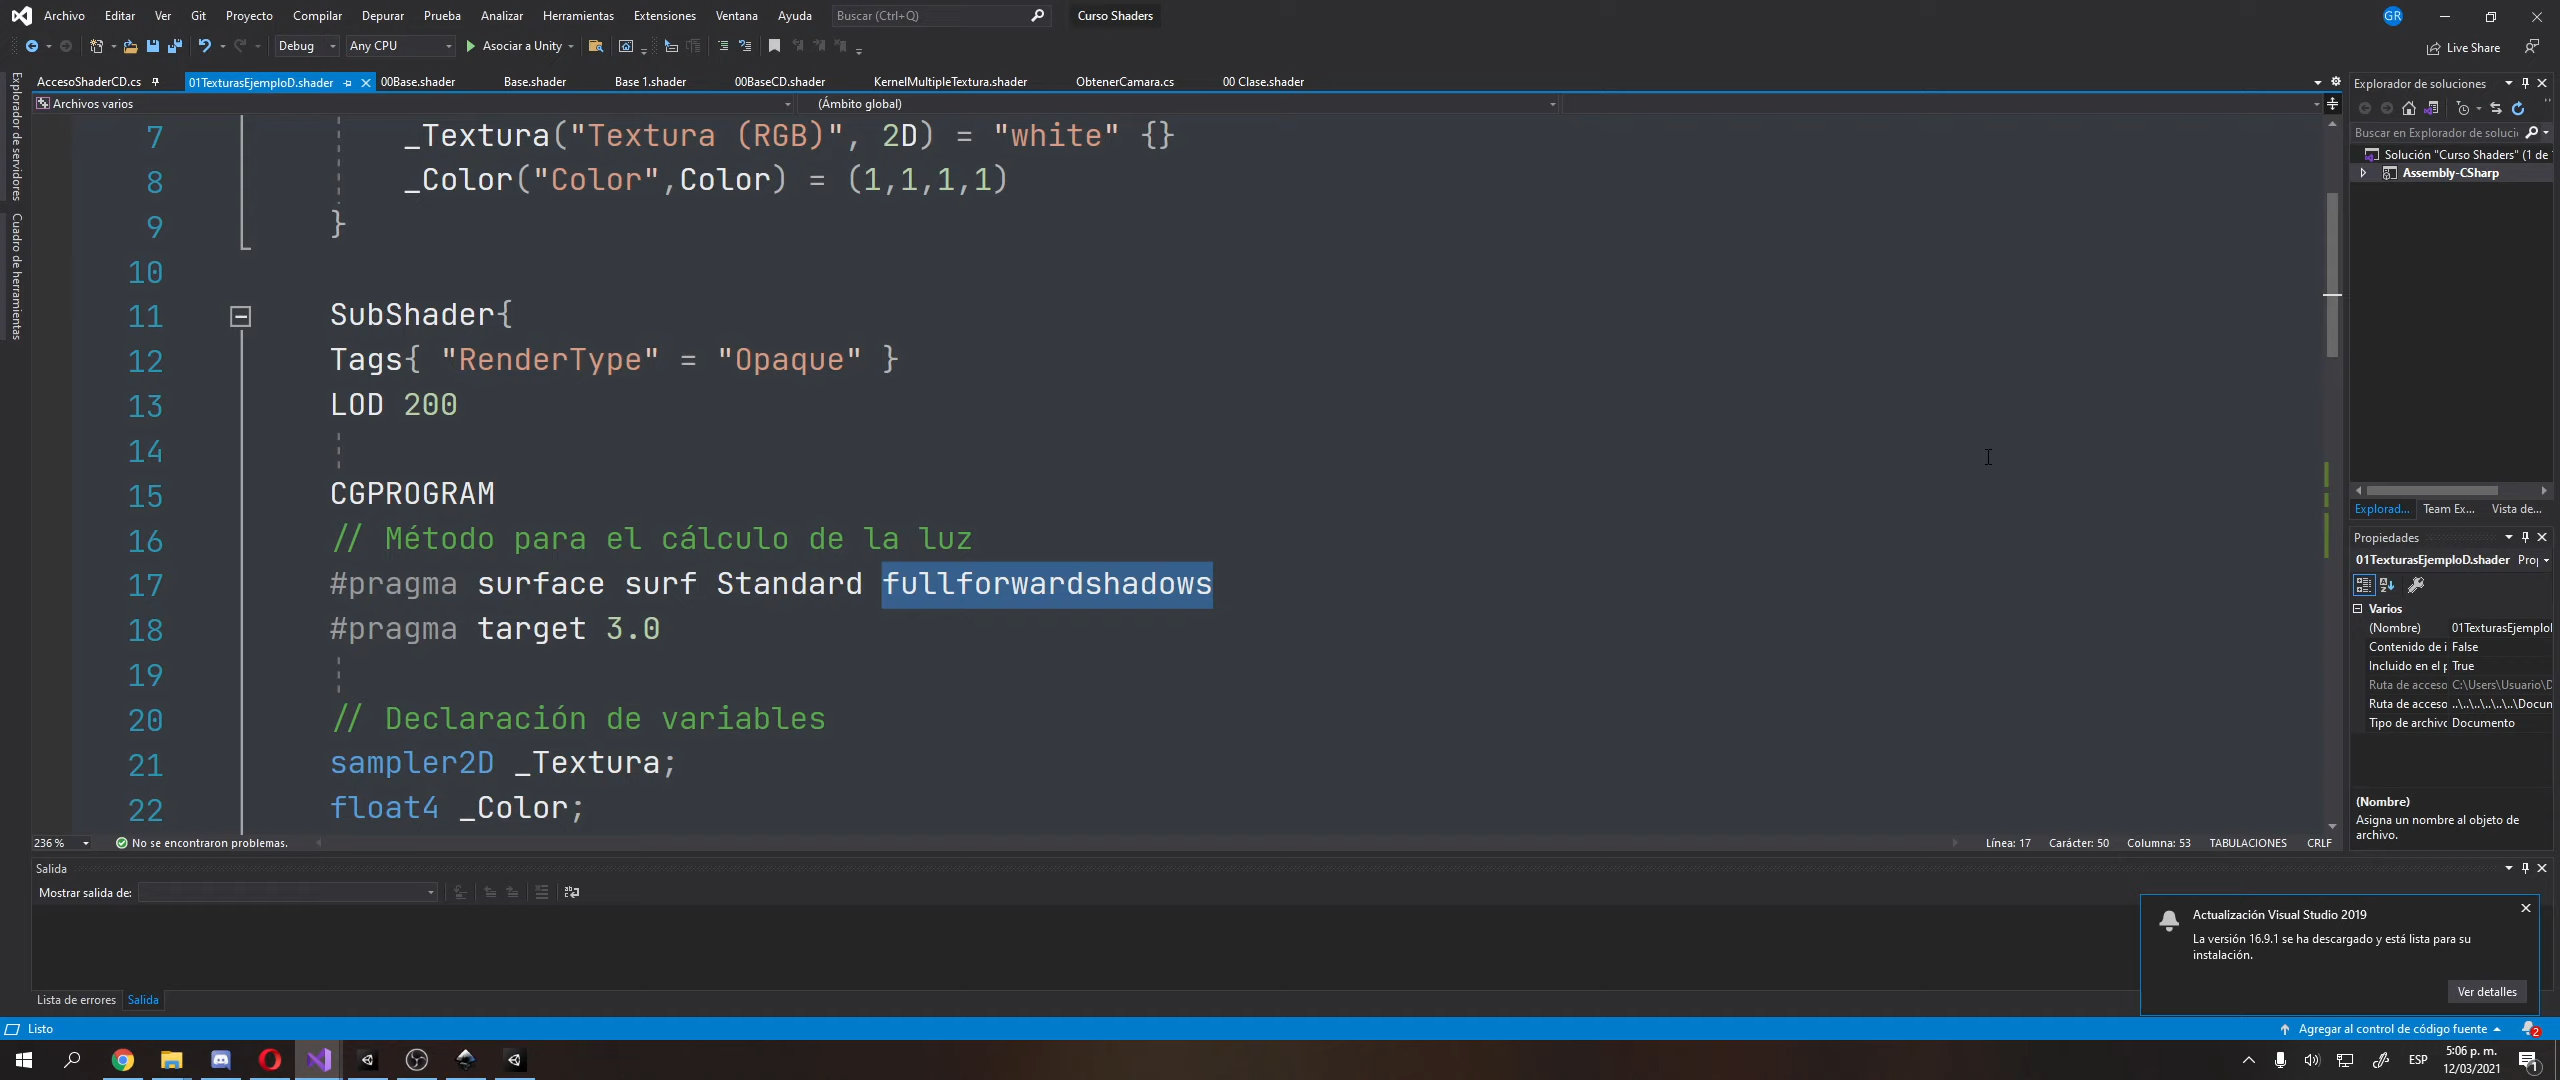 Archivo Editar Ver Git Proyecto Compilar Depurar Prueba Analizar Herramientas Extensiones Ventana Ayuda Buscar (Ctrl+Q) Curso Shaders GR
Debug Any CPU Asociar a Unity Live Share
AccesoShaderCD.cs 01TexturasEjemploD.shader 00Base.shader Base.shader Base 1.shader 00BaseCD.shader KernelMultipleTextura.shader ObtenerCamara.cs 00 Clase.shader
Archivos varios (Ámbito global)
Explorador de servidores
Cuadro de herramientas
7 _Textura("Textura (RGB)", 2D) = "white" {}
8 _Color("Color",Color) = (1,1,1,1)
9 }
10
11 SubShader{
12 Tags{ "RenderType" = "Opaque" }
13 LOD 200
14
15 CGPROGRAM
16 // Método para el cálculo de la luz
17 #pragma surface surf Standard fullforwardshadows
18 #pragma target 3.0
19
20 // Declaración de variables
21 sampler2D _Textura;
22 float4 _Color;
236 % No se encontraron problemas. Línea: 17 Carácter: 50 Columna: 53 TABULACIONES CRLF
Explorador de soluciones
Buscar en Explorador de soluci
Solución "Curso Shaders" (1 de
Assembly-CSharp
Explorad... Team Ex... Vista de...
Propiedades
01TexturasEjemploD.shader Proj
Varios
(Nombre) 01TexturasEjemplol
Contenido de i False
Incluido en el p True
Ruta de acceso C:\Users\Usuario\D
Ruta de acceso ..\..\..\..\..\Docun
Tipo de archivo Documento
(Nombre)
Asigna un nombre al objeto de
archivo.
Salida
Mostrar salida de:
Lista de errores Salida
Actualización Visual Studio 2019
La versión 16.9.1 se ha descargado y está lista para su
instalación.
Ver detalles
Listo Agregar al control de código fuente 2
ESP 5:06 p. m.
12/03/2021 1